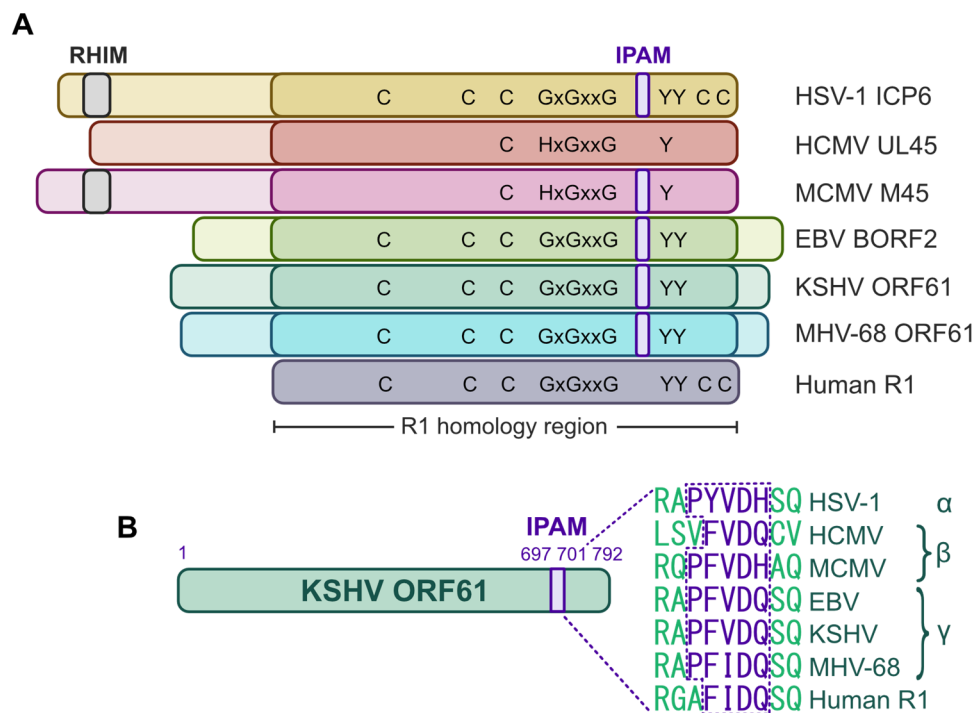 A
RHIM IPAM
C C C GxGxxG YY C C HSV-1 ICP6
C HxGxxG Y HCMV UL45
C HxGxxG Y MCMV M45
C C C GxGxxG YY EBV BORF2
C C C GxGxxG YY KSHV ORF61
C C C GxGxxG YY MHV-68 ORF61
C C C GxGxxG YY C C Human R1
R1 homology region
B
IPAM
1 697 701 792
KSHV ORF61
RAPYVDHSQ HSV-1 α
LSVFVDQCV HCMV
β
RQPFVDHAQ MCMV
RAPFVDQSQ EBV
RAPFVDQSQ KSHV γ
RAPFIDQSQ MHV-68
RGAFIDQSQ Human R1